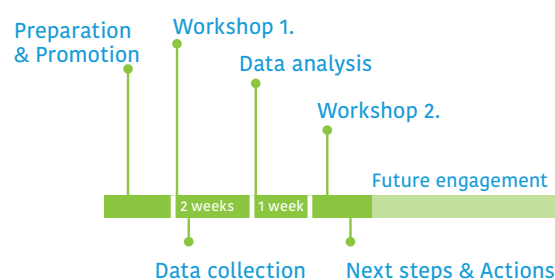 Preparation
& Promotion
Workshop 1.
Data analysis
Workshop 2.
Future engagement
2 weeks
1 week
Data collection
Next steps & Actions